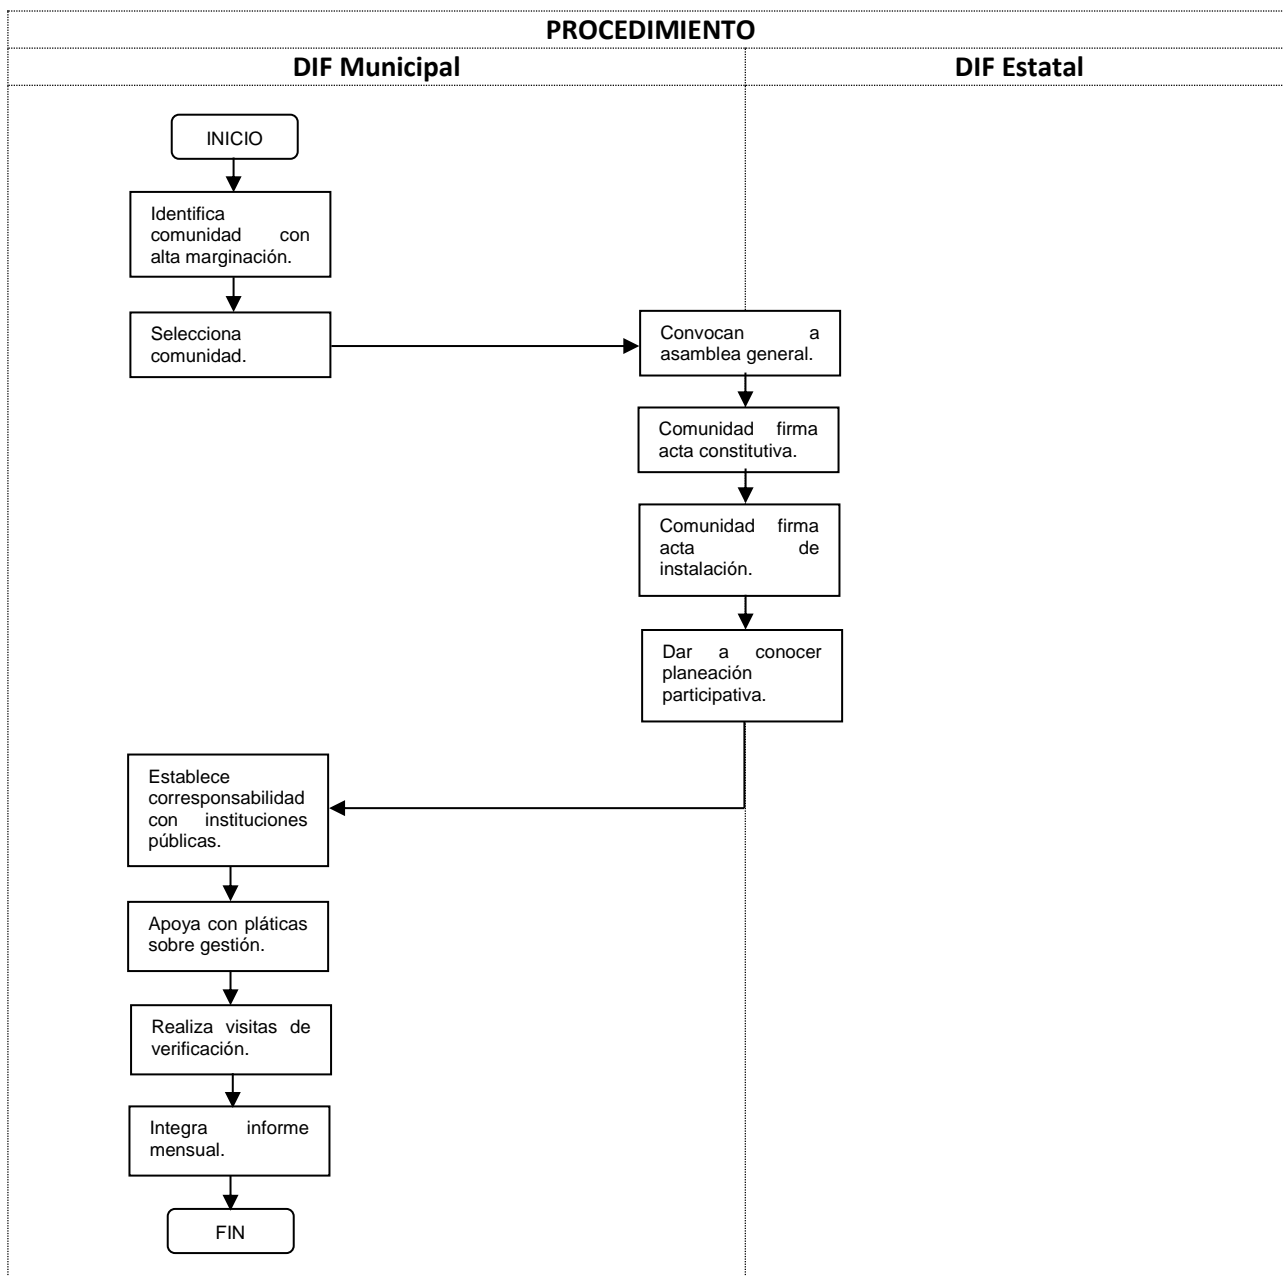 PROCEDIMIENTO
DIF Municipal
DIF Estatal
INICIO
Identifica
comunidad con
alta marginación.
Selecciona
comunidad.
Convocan a
asamblea general.
Comunidad firma
acta constitutiva.
Comunidad firma
acta de
instalación.
Dar a conocer
planeación
participativa.
Establece
corresponsabilidad
con instituciones
públicas.
Apoya con pláticas
sobre gestión.
Realiza visitas de
verificación.
Integra informe
mensual.
FIN